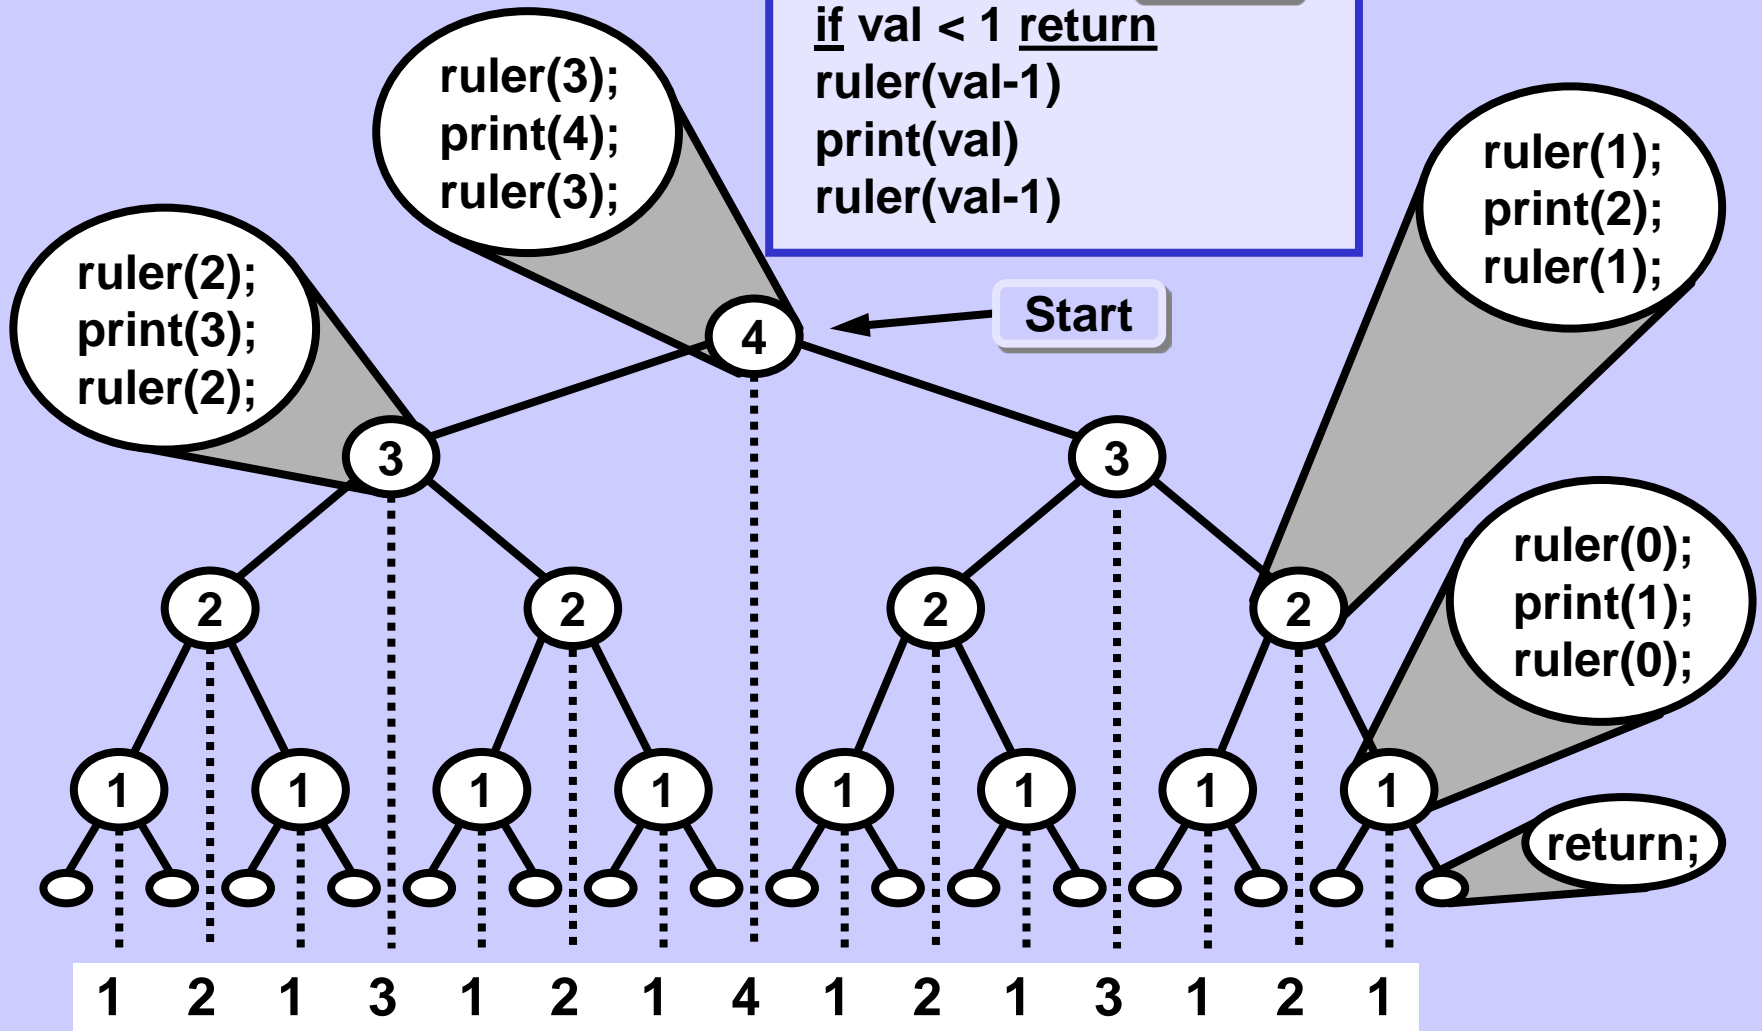 if val < 1 return
ruler(val-1)
print(val)
ruler(val-1)
ruler(3);
print(4);
ruler(3);
ruler(1);
print(2);
ruler(1);
ruler(2);
print(3);
ruler(2);
Start
4
3 3
ruler(0);
print(1);
ruler(0);
2 2 2 2
1 1 1 1 1 1 1 1
return;
1 2 1 3 1 2 1 4 1 2 1 3 1 2 1